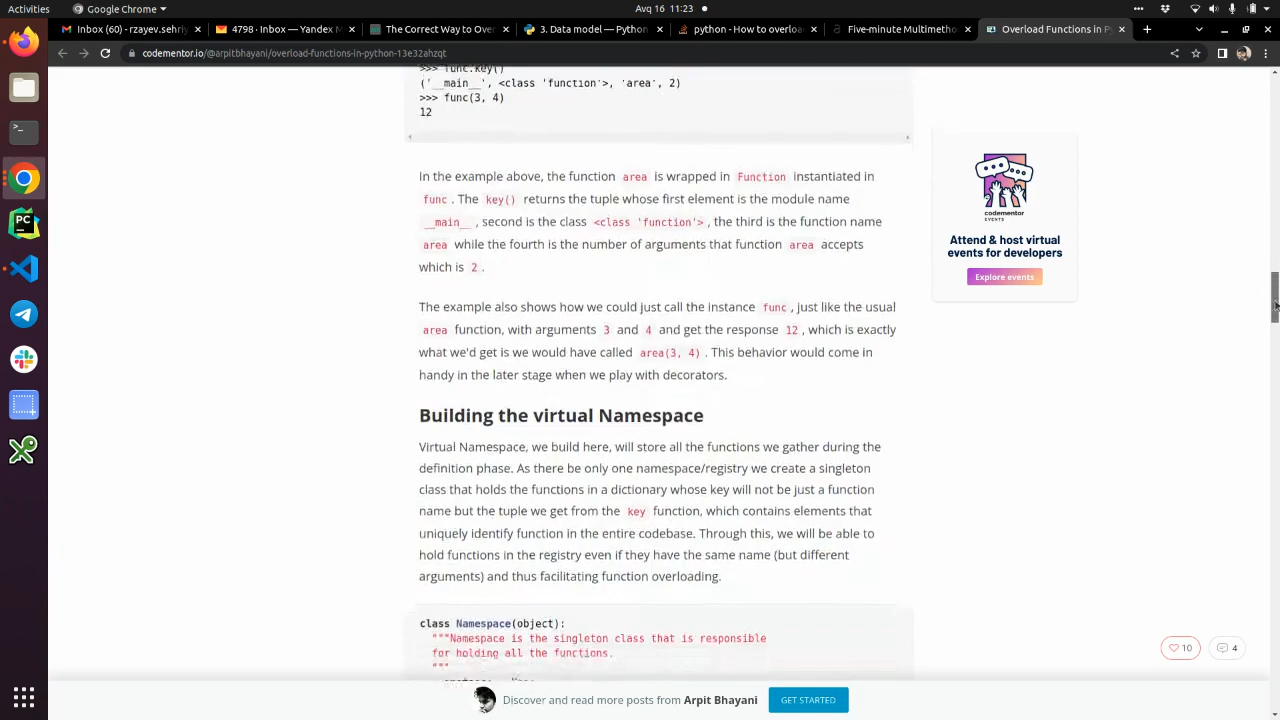 Activities Google Chrome Avq 16 11:23
Inbox (60) - rzayev.sehriy
4798 · Inbox — Yandex M
The Correct Way to Over
3. Data model — Python
python - How to overloa
Five-minute Multimetho
Overload Functions in Py
codementor.io/@arpitbhayani/overload-functions-in-python-13e32ahzqt
>>> func.key()
('__main__', <class 'function'>, 'area', 2)
>>> func(3, 4)
12
In the example above, the function area is wrapped in Function instantiated in
func. The key() returns the tuple whose first element is the module name
__main__, second is the class <class 'function'>, the third is the function name
area while the fourth is the number of arguments that function area accepts
which is 2.
The example also shows how we could just call the instance func, just like the usual
area function, with arguments 3 and 4 and get the response 12, which is exactly
what we'd get is we would have called area(3, 4). This behavior would come in
handy in the later stage when we play with decorators.
Building the virtual Namespace
Virtual Namespace, we build here, will store all the functions we gather during the
definition phase. As there be only one namespace/registry we create a singleton
class that holds the functions in a dictionary whose key will not be just a function
name but the tuple we get from the key function, which contains elements that
uniquely identify function in the entire codebase. Through this, we will be able to
hold functions in the registry even if they have the same name (but different
arguments) and thus facilitating function overloading.
class Namespace(object):
"""Namespace is the singleton class that is responsible
for holding all the functions.
"""
codementor
EVENTS
Attend & host virtual
events for developers
Explore events
10
4
Discover and read more posts from Arpit Bhayani GET STARTED
PC